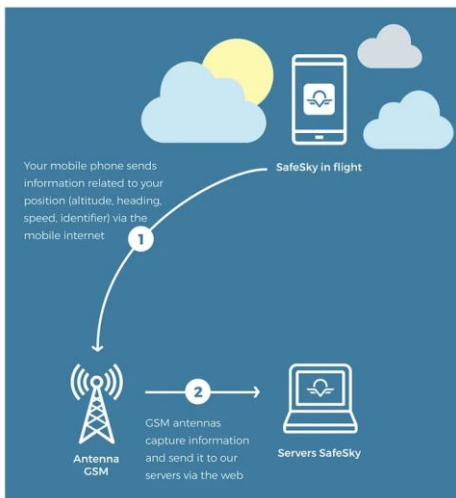 SafeSky in flight
Your mobile phone sends
information related to your
position (altitude, heading,
speed, identifier) via the
mobile internet
1
2
GSM antennas
capture information
and send it to our
servers via the web
Antenna
GSM
Servers SafeSky